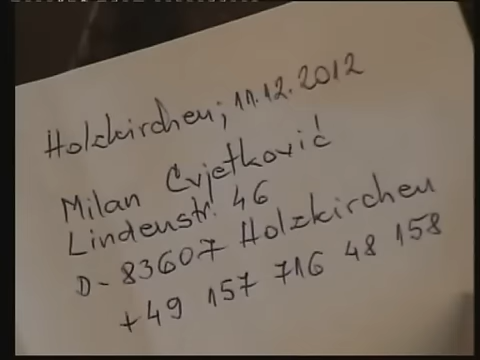 Holzkirchen; 11.12.2012
Milan Cvjetković
Lindenstr. 46
D-83607 Holzkirchen
+49 157 716 48 158